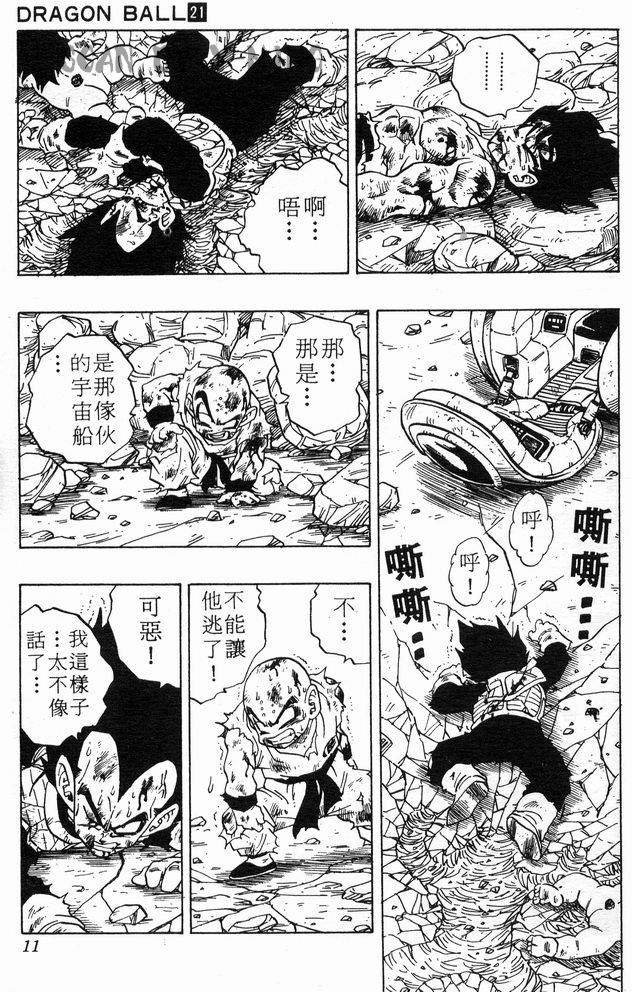 DRAGON BALL 21
……
啊
唔…
那…
那是…
是那傢伙
的宇宙船
…
嘶嘶…
呼！
呼！
嘶嘶…
不…
不能讓
他逃了！
可惡！
我這樣子
…太不像
話了…
11